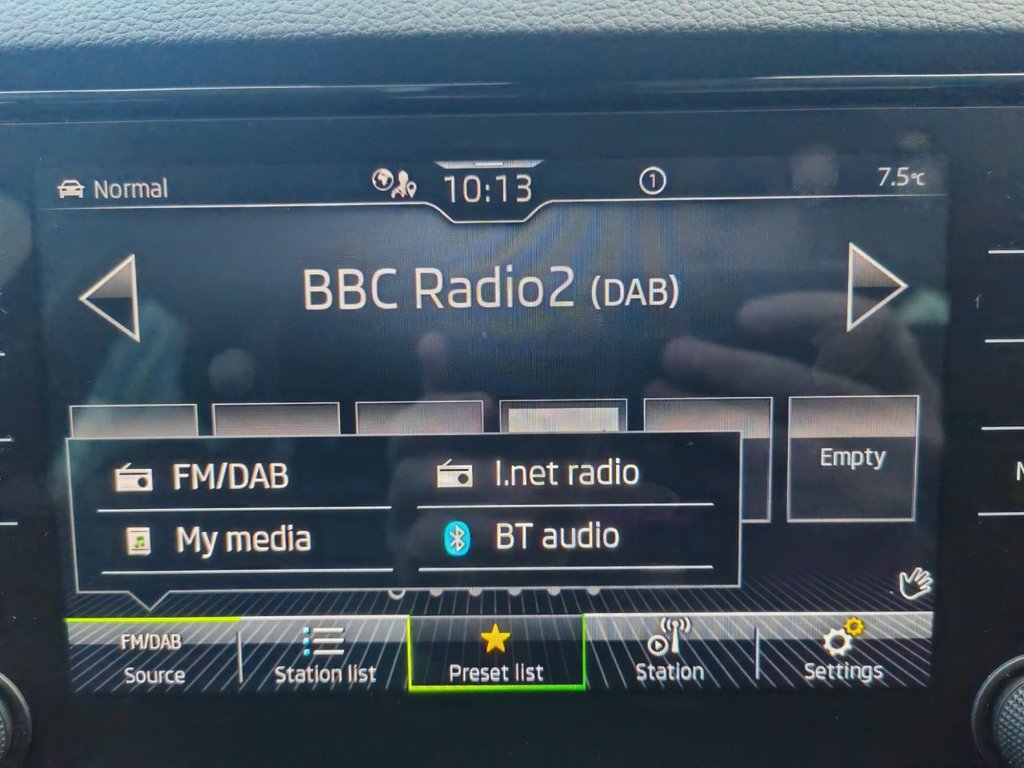 Normal
10:13
1
7.5°C
BBC Radio2 (DAB)
Empty
FM/DAB
I.net radio
My media
BT audio
FM/DAB
Source
Station list
Preset list
Station
Settings